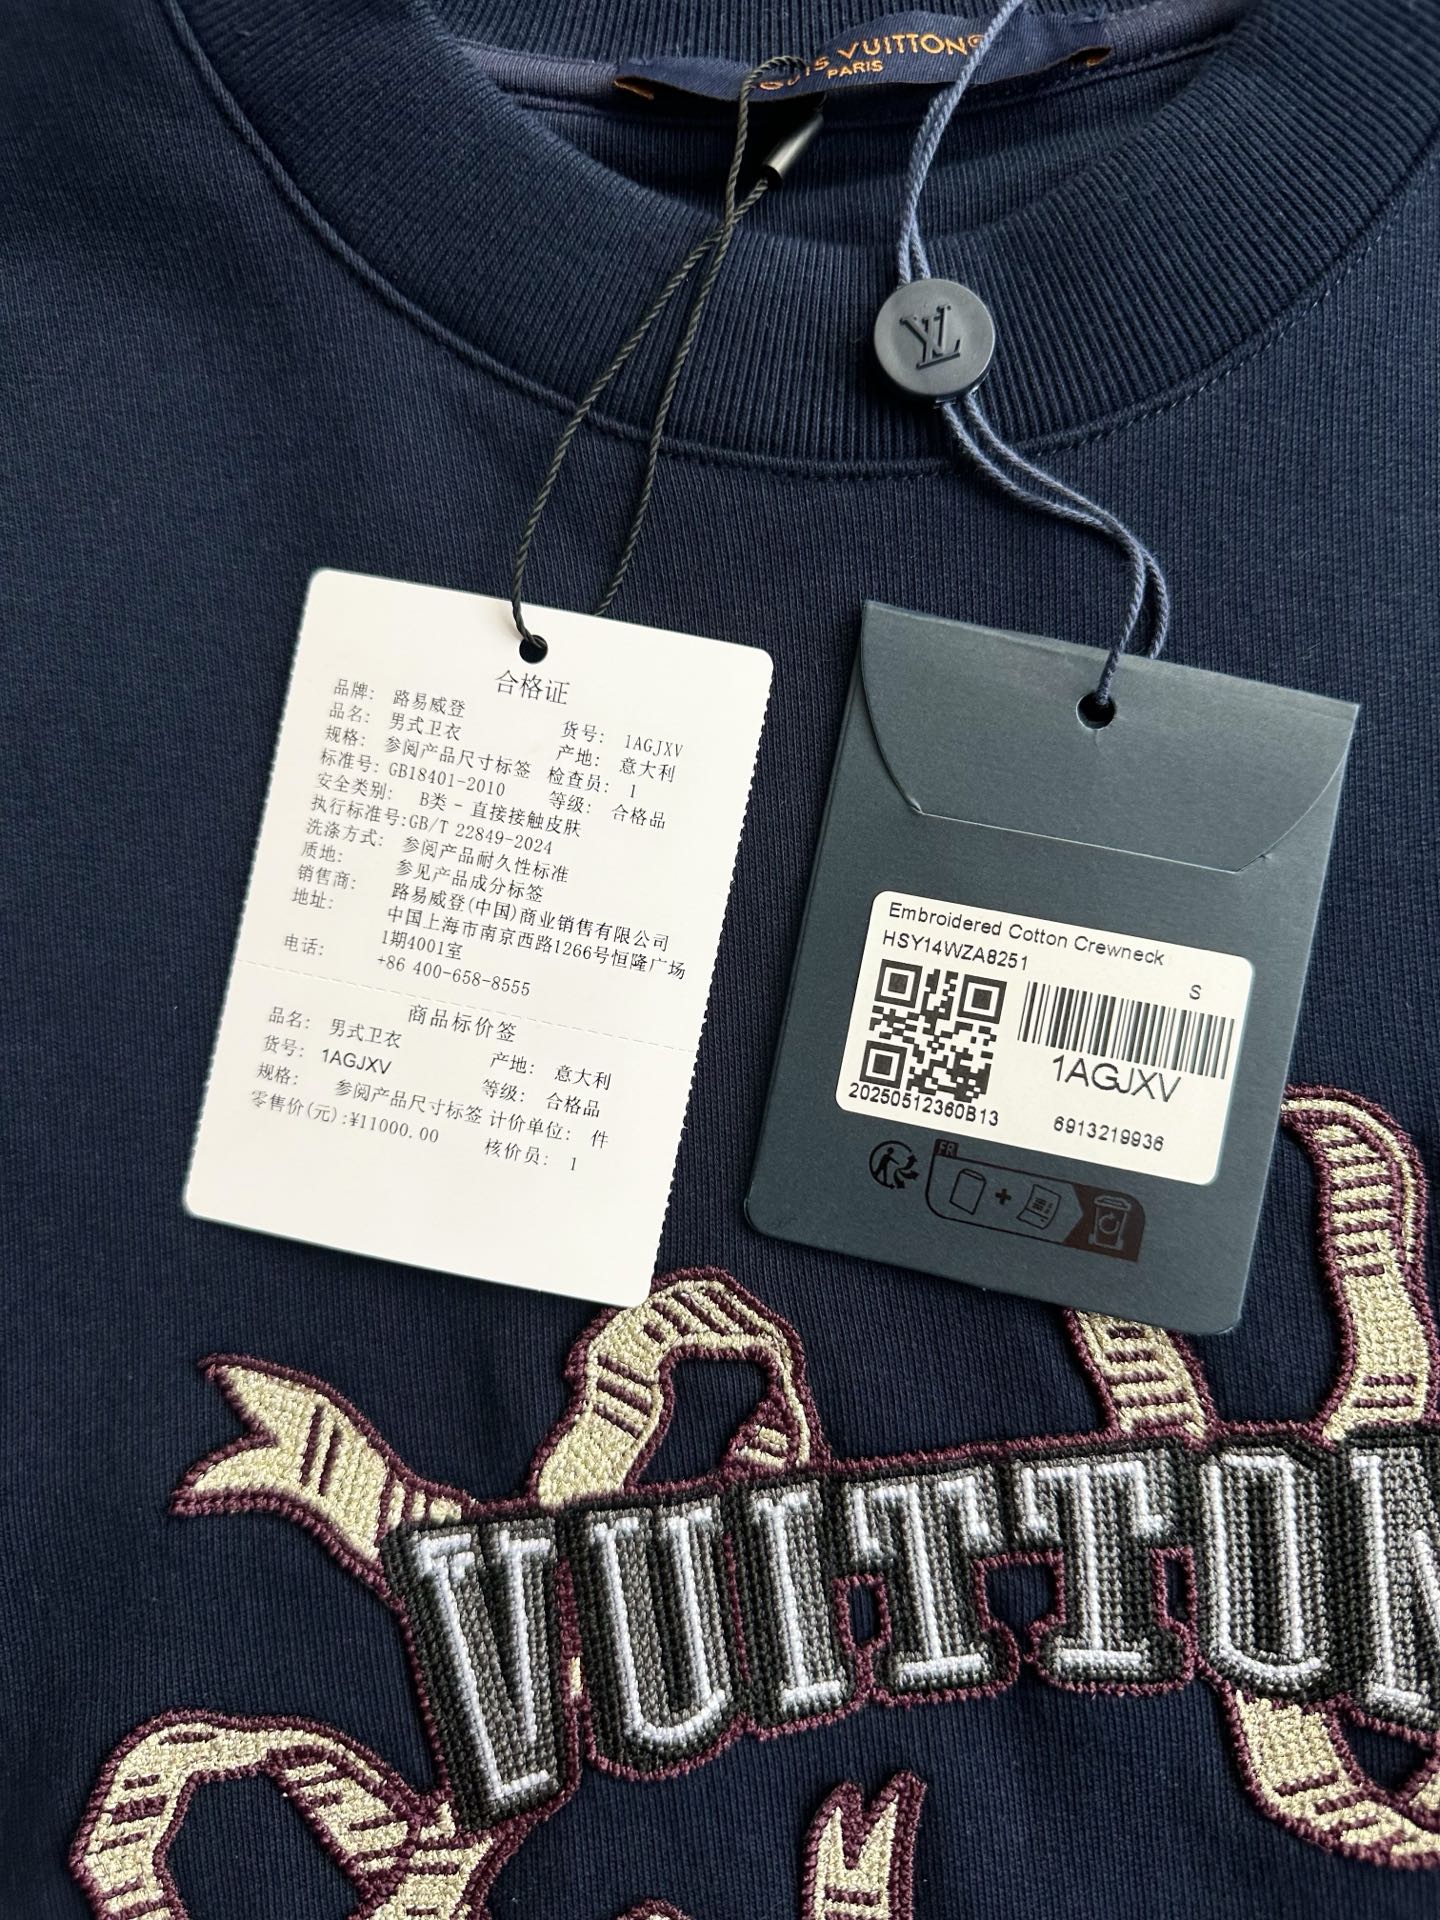 OUIS VUITTON®
PARIS
LV
合格证
品牌: 路易威登
品名: 男式卫衣 货号: 1AGJXV
规格: 参阅产品尺寸标签 产地: 意大利
标准号: GB18401-2010 检查员: 1
安全类别: B类 - 直接接触皮肤 等级: 合格品
执行标准号:GB/T 22849-2024
洗涤方式: 参阅产品耐久性标准
质地: 参见产品成分标签
销售商: 路易威登(中国)商业销售有限公司
地址: 中国上海市南京西路1266号恒隆广场
1期4001室
电话: +86 400-658-8555
商品标价签
品名: 男式卫衣
货号: 1AGJXV 产地: 意大利
规格: 参阅产品尺寸标签 等级: 合格品
零售价(元):¥11000.00 计价单位: 件
核价员: 1
Embroidered Cotton Crewneck
HSY14WZA8251
S
1AGJXV
20250512360B13
6913219936
FR
VUITTON